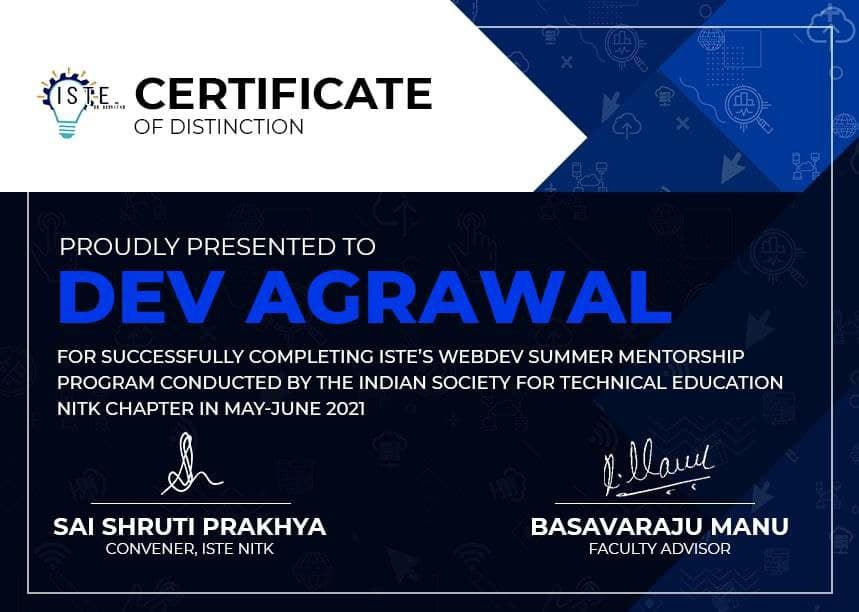 ISTE
CERTIFICATE
OF DISTINCTION
PROUDLY PRESENTED TO
DEV AGRAWAL
FOR SUCCESSFULLY COMPLETING ISTE'S WEBDEV SUMMER MENTORSHIP
PROGRAM CONDUCTED BY THE INDIAN SOCIETY FOR TECHNICAL EDUCATION
NITK CHAPTER IN MAY-JUNE 2021
SAI SHRUTI PRAKHYA
CONVENER, ISTE NITK
BASAVARAJU MANU
FACULTY ADVISOR